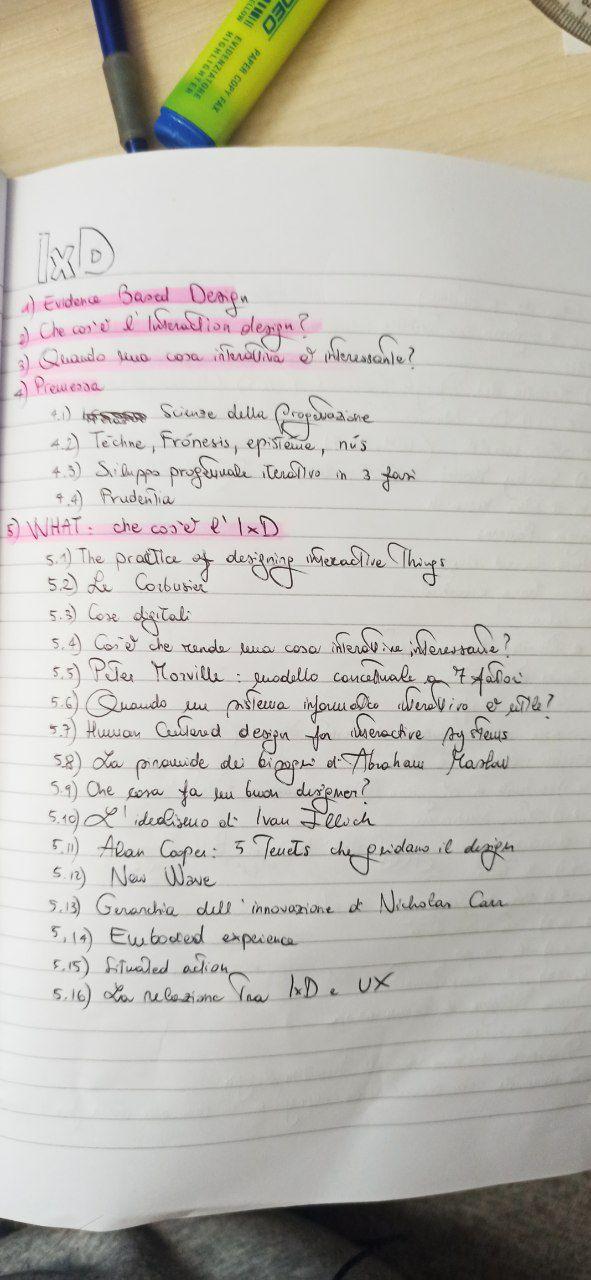 DEO
PAPER COPY FAX
EVIDENZIATORE
HIGHLIGHTER
IxD
1) Evidence Based Design
2) Che cos'è l'Interaction design?
3) Quando una cosa interattiva è interessante?
4) Premessa
4.1) Scienze della Progettazione
4.2) Téchne, Frónesis, epistème, nús
4.3) Sviluppo progettuale iterativo in 3 fasi
4.4) Prudentia
5) WHAT: che cos'è l'IxD
5.1) The practice of designing interactive Things
5.2) Le Corbusier
5.3) Cose digitali
5.4) Cos'è che rende una cosa interattiva interessante?
5.5) Peter Morville: modello concettuale a 7 fattori
5.6) Quando un sistema informatico interattivo è utile?
5.7) Human Centered design for interactive systems
5.8) La piramide dei bisogni di Abraham Maslow
5.9) Che cosa fa un buon designer?
5.10) L'idealismo di Ivan Illich
5.11) Alan Cooper: 5 Tenets che guidano il design
5.12) New Wave
5.13) Gerarchia dell'innovazione di Nicholas Carr
5.14) Embodied experience
5.15) Situated action
5.16) La relazione Tra IxD e UX